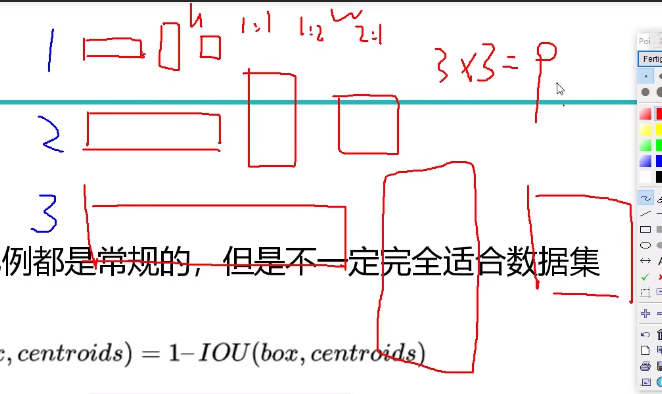 h 1:1 1:2 w 2:1
1
3×3=9
2
3
例都是常规的，但是不一定完全适合数据集
x, centroids) = 1–IOU(box, centroids)
Poi
Fertig